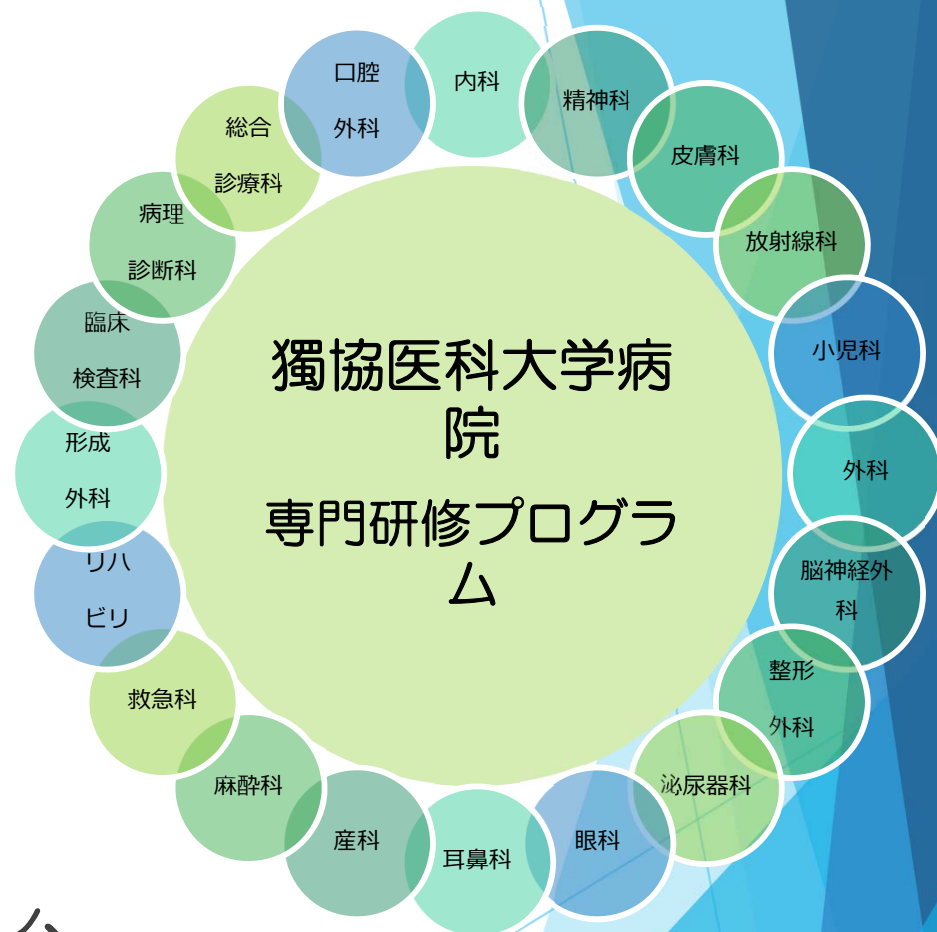 獨協医科大学病
院
専門研修プログラ
ム
内科
精神科
皮膚科
放射線科
小児科
外科
脳神経外
科
整形
外科
泌尿器科
眼科
耳鼻科
産科
麻酔科
救急科
リハ
ビリ
形成
外科
臨床
検査科
病理
診断科
総合
診療科
口腔
外科